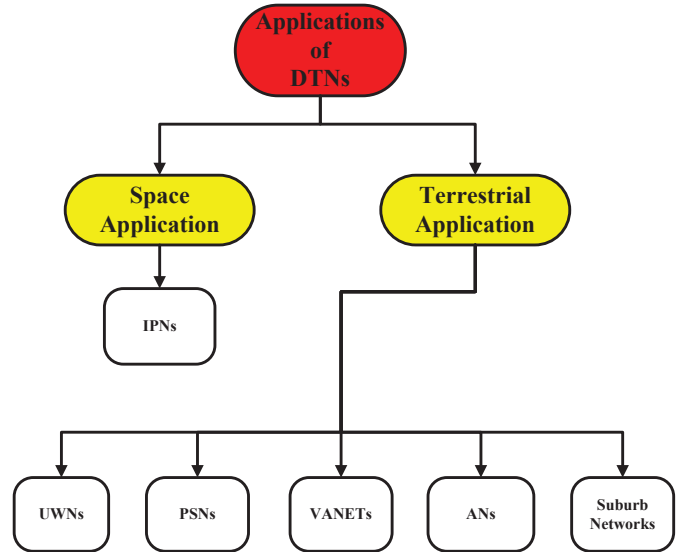 Applications
of
DTNs
Space
Application
Terrestrial
Application
IPNs
UWNs
PSNs
VANETs
ANs
Suburb
Networks